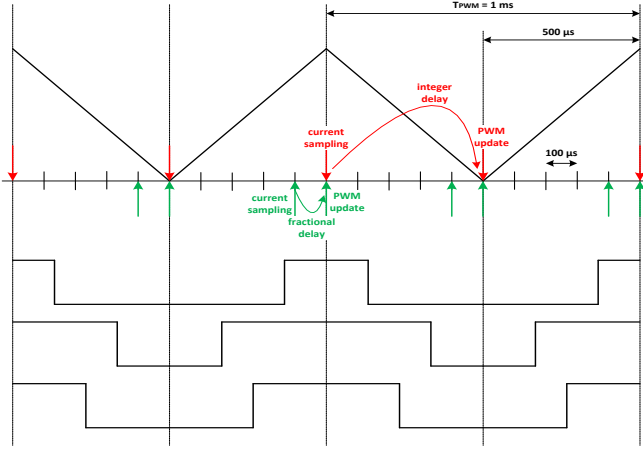 TPWM = 1 ms
500 µs
integer
delay
current
sampling
PWM
update
100 µs
current
sampling
PWM
update
fractional
delay